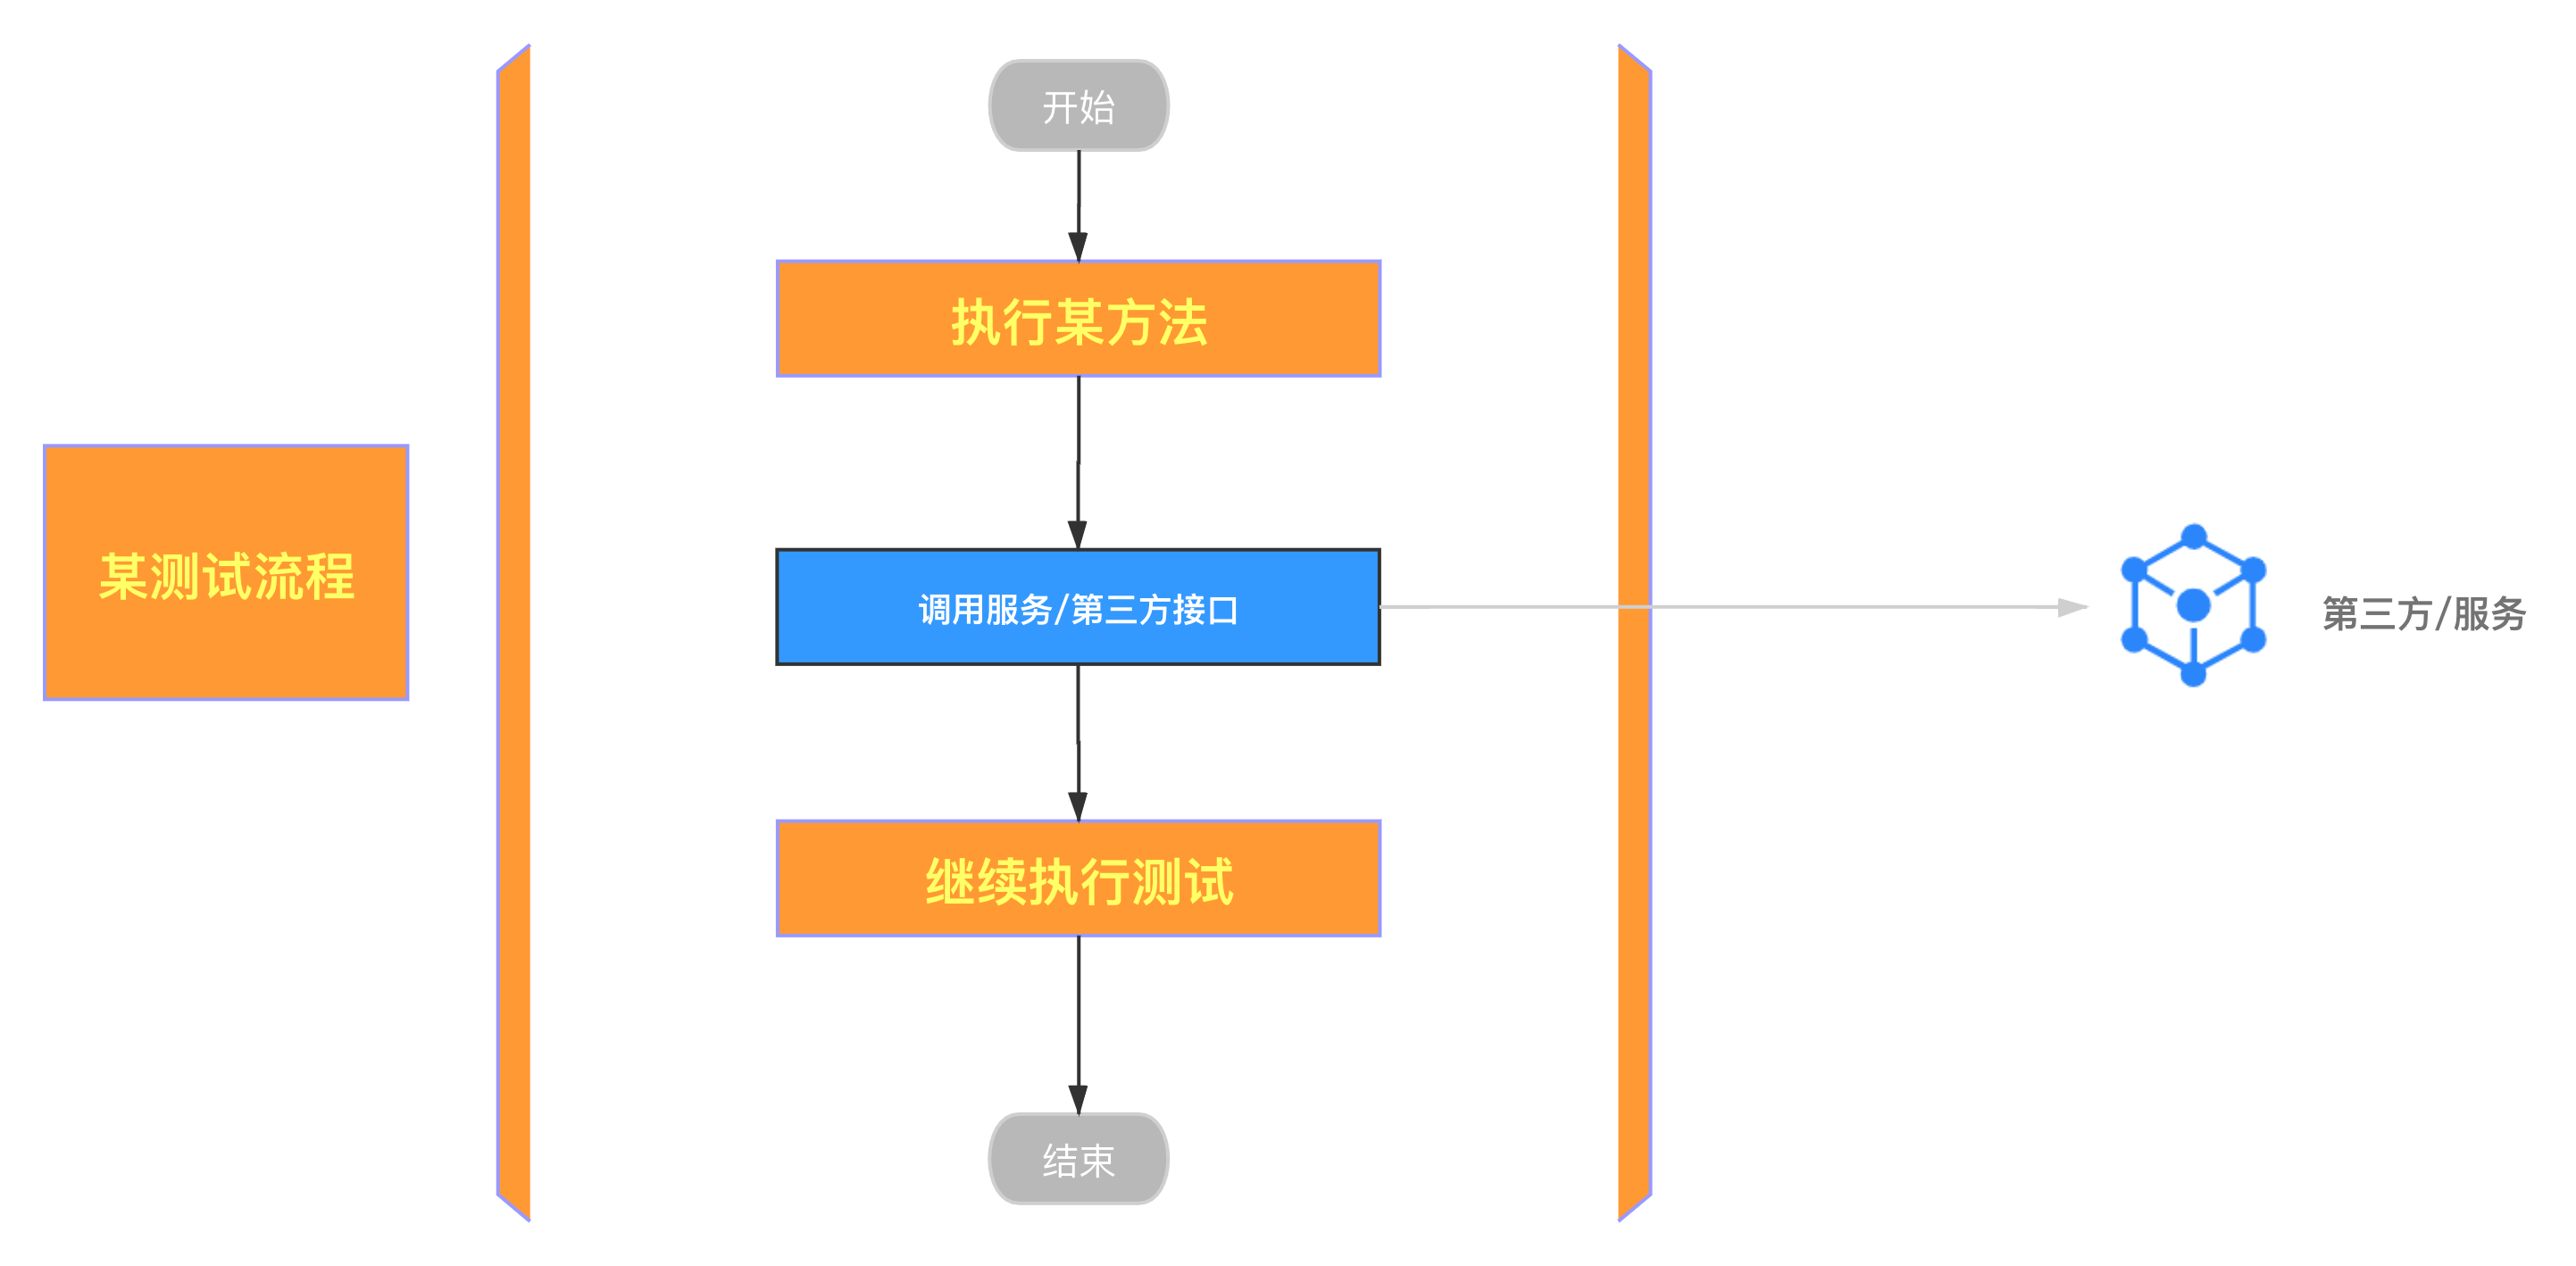 开始
执行某方法
某测试流程
调用服务/第三方接口
第三方/服务
继续执行测试
结束